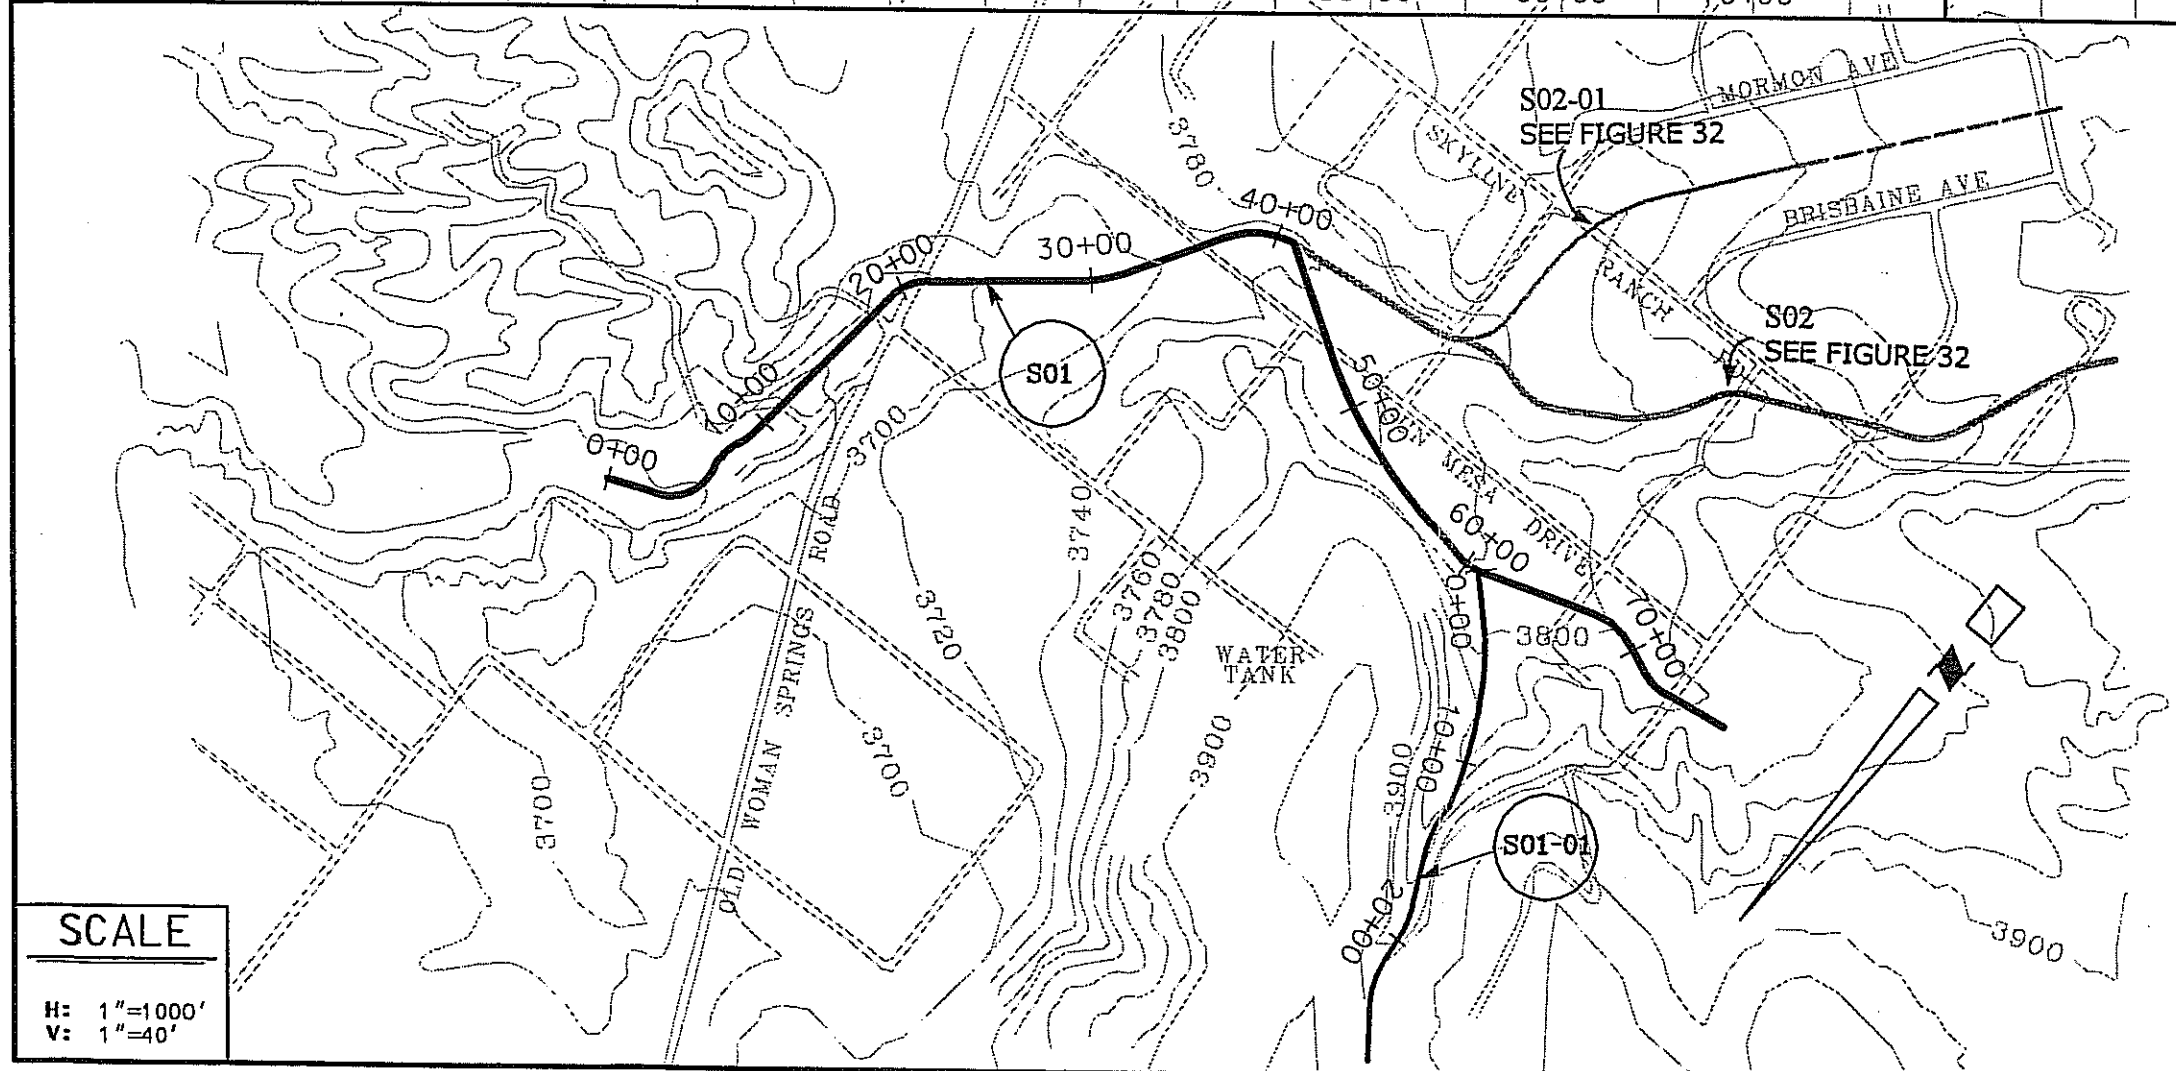 MORMON AVE
S02-01
SEE FIGURE 32
SKYLINE
3780
BRISBAINE AVE
40+00
30+00
20+00
RANCH
S02
SEE FIGURE 32
S01
10+00
50+00
3700
0+00
MESA DRIVE
60+00
3740
ROAD
3760
3780
3800
3720
0+00
70+00
3800
WATER
TANK
SPRINGS
3700
3900
10+00
3900
WOMAN
3700
S01-01
OLD
20+00
3900
SCALE
H: 1"=1000'
V: 1"=40'